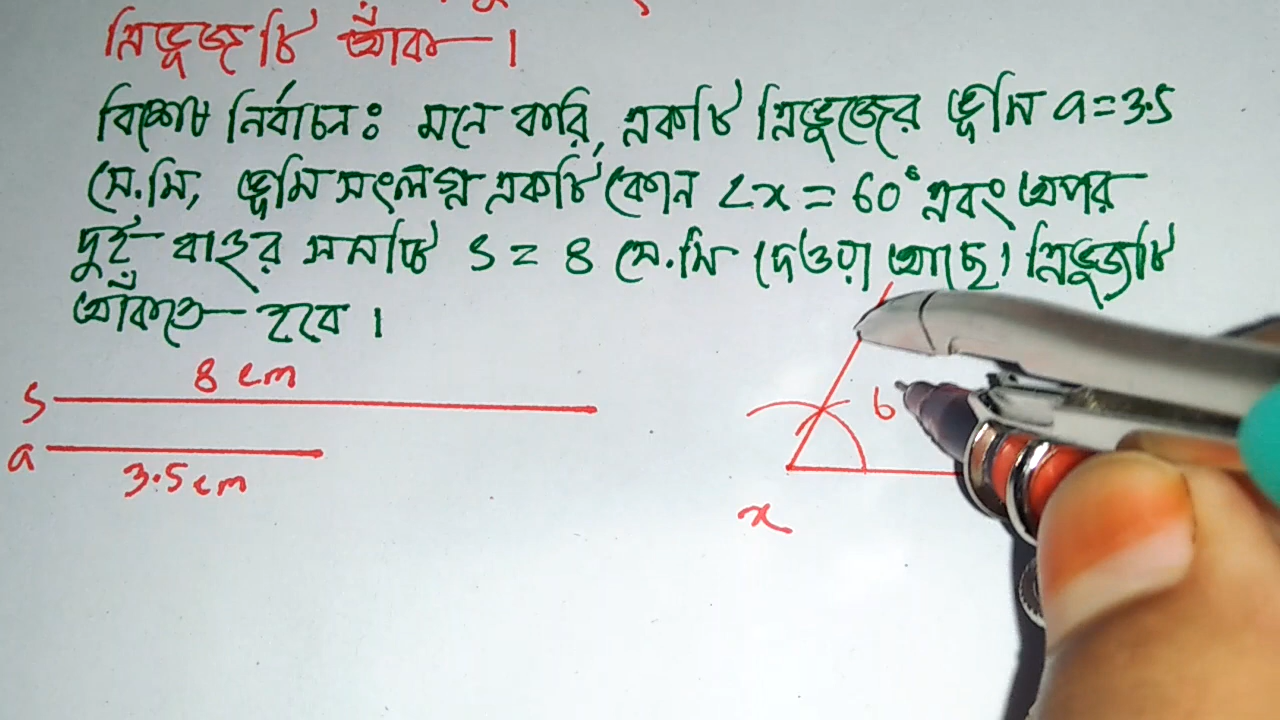 ত্রিভুজটি আঁক।
বিশেষ নির্বাচন: মনে করি, একটি ত্রিভুজের ভূমি a = 3.5
সে.মি, ভূমি সংলগ্ন একটি কোন ∠x = 60° এবং অপর
দুই বাহুর সমষ্টি s = 8 সে.মি দেওয়া আছে। ত্রিভুজটি
আঁকতে হবে।
8 cm
S
a
3.5 cm
6
x